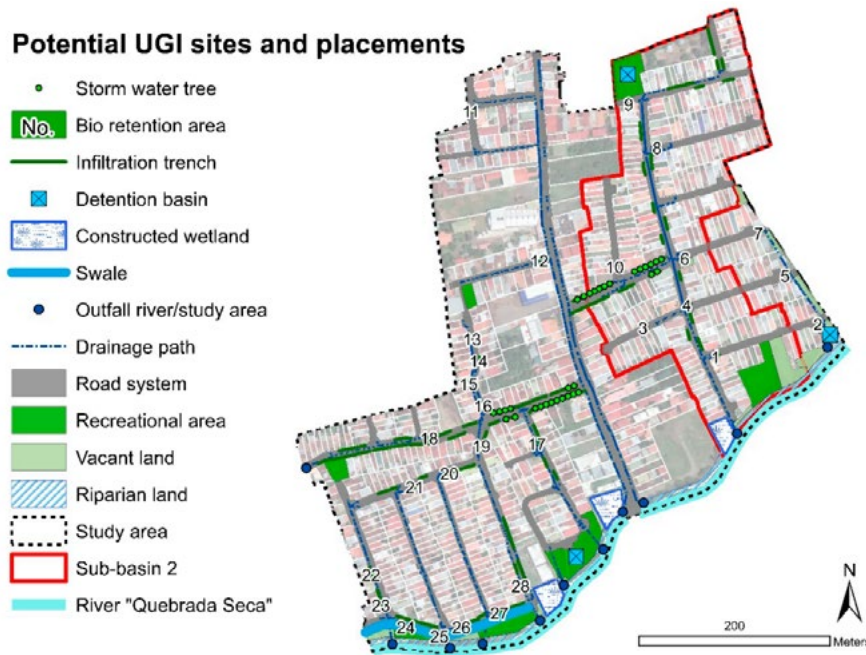 Potential UGI sites and placements
Storm water tree
No. Bio retention area
Infiltration trench
Detention basin
Constructed wetland
Swale
Outfall river/study area
Drainage path
Road system
Recreational area
Vacant land
Riparian land
Study area
Sub-basin 2
River "Quebrada Seca"
11
9
8
7
12
6
10
5
4
2
3
13
1
14
15
16
18
17
19
20
21
22
28
23
27
24
26
25
N
200
Meters